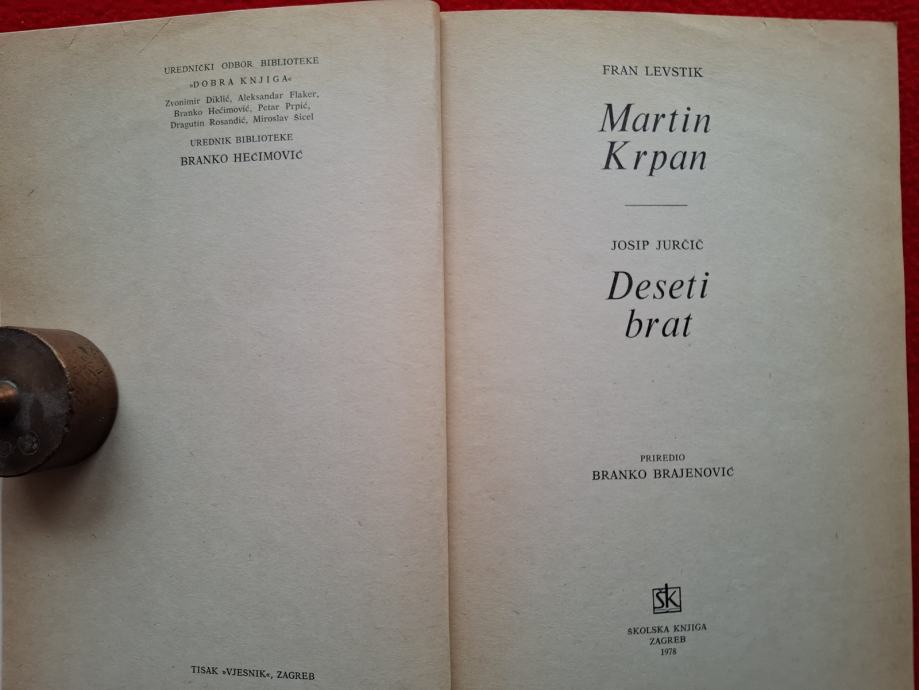 UREDNIČKI ODBOR BIBLIOTEKE
»DOBRA KNJIGA«
Zvonimir Diklić, Aleksandar Flaker,
Branko Hećimović, Petar Prpić,
Dragutin Rosandić, Miroslav Šicel
UREDNIK BIBLIOTEKE
BRANKO HEĆIMOVIĆ
TISAK »VJESNIK«, ZAGREB
FRAN LEVSTIK
Martin
Krpan
JOSIP JURČIČ
Deseti
brat
PRIREDIO
BRANKO BRAJENOVIĆ
ŠK
ŠKOLSKA KNJIGA
ZAGREB
1978